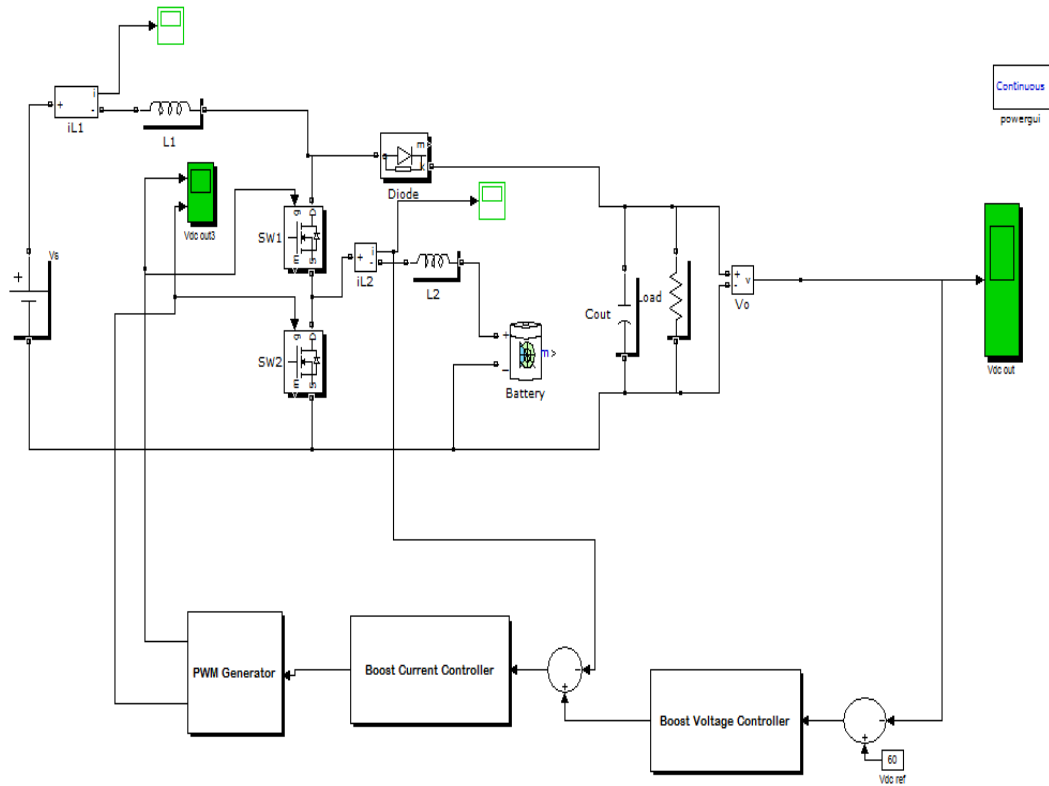 Continuous
powergui
i
+
-
iL1
L1
m
a
k
Diode
Vdc out3
Vs
+
g
D
SW1
m
S
i
+
-
iL2
L2
g
D
SW2
m
S
+
m >
−
Battery
Cout
Load
+
-
v
Vo
Vdc out
PWM Generator
Boost Current Controller
−
+
Boost Voltage Controller
−
+
60
Vdc ref